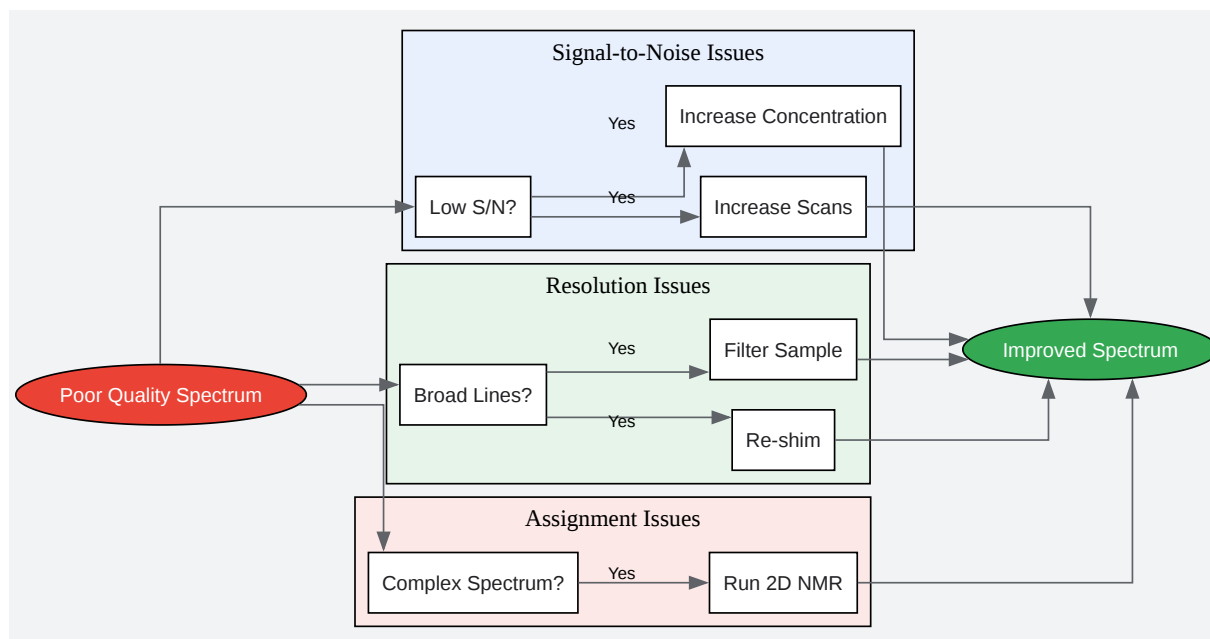 Signal-to-Noise Issues
Yes
Increase Concentration
Low S/N?
Yes
Increase Scans
Resolution Issues
Yes
Filter Sample
Improved Spectrum
Poor Quality Spectrum
Broad Lines?
Yes
Re-shim
Assignment Issues
Complex Spectrum?
Yes
Run 2D NMR